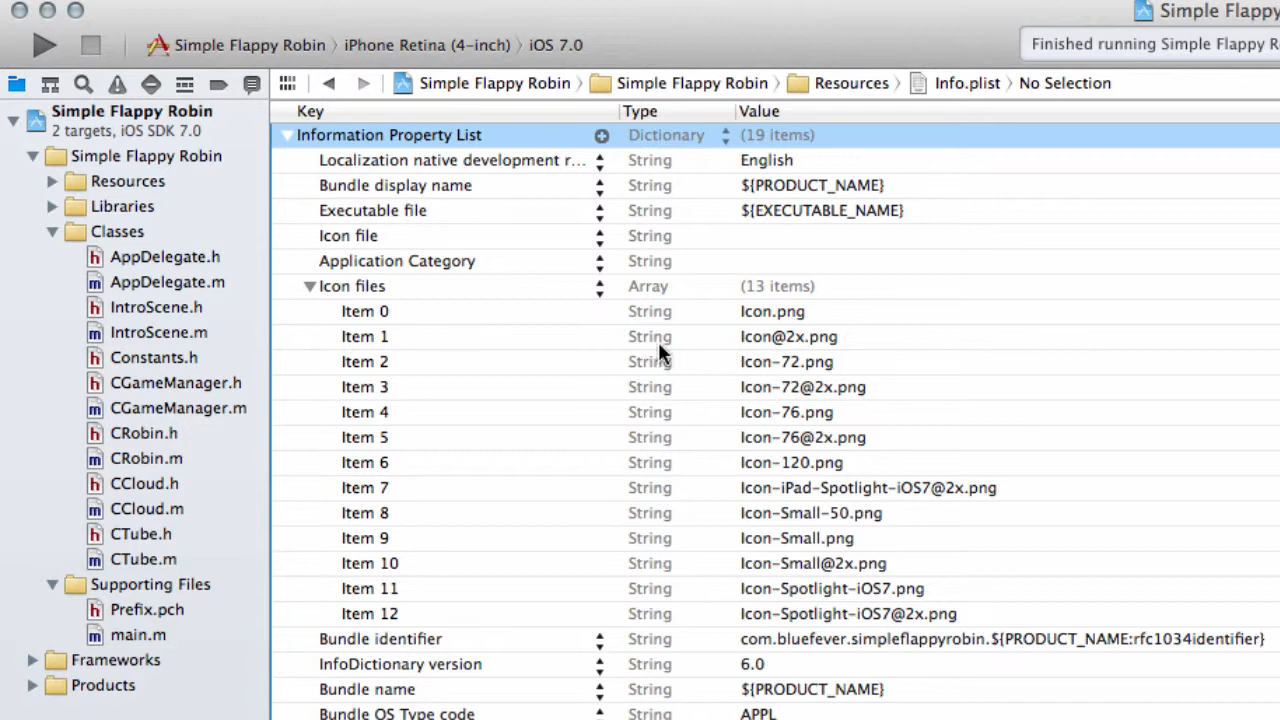 Simple Flappy
Simple Flappy Robin iPhone Retina (4-inch) iOS 7.0
Finished running Simple Flappy R
Simple Flappy Robin
2 targets, iOS SDK 7.0
Simple Flappy Robin
Resources
Libraries
Classes
AppDelegate.h
AppDelegate.m
IntroScene.h
IntroScene.m
Constants.h
CGameManager.h
CGameManager.m
CRobin.h
CRobin.m
CCloud.h
CCloud.m
CTube.h
CTube.m
Supporting Files
Prefix.pch
main.m
Frameworks
Products
Simple Flappy Robin Simple Flappy Robin Resources Info.plist No Selection
Key Type Value
Information Property List Dictionary (19 items)
Localization native development r... String English
Bundle display name String ${PRODUCT_NAME}
Executable file String ${EXECUTABLE_NAME}
Icon file String
Application Category String
Icon files Array (13 items)
Item 0 String Icon.png
Item 1 String Icon@2x.png
Item 2 String Icon-72.png
Item 3 String Icon-72@2x.png
Item 4 String Icon-76.png
Item 5 String Icon-76@2x.png
Item 6 String Icon-120.png
Item 7 String Icon-iPad-Spotlight-iOS7@2x.png
Item 8 String Icon-Small-50.png
Item 9 String Icon-Small.png
Item 10 String Icon-Small@2x.png
Item 11 String Icon-Spotlight-iOS7.png
Item 12 String Icon-Spotlight-iOS7@2x.png
Bundle identifier String com.bluefever.simpleflappyrobin.${PRODUCT_NAME:rfc1034identifier}
InfoDictionary version String 6.0
Bundle name String ${PRODUCT_NAME}
Bundle OS Type code String APPL